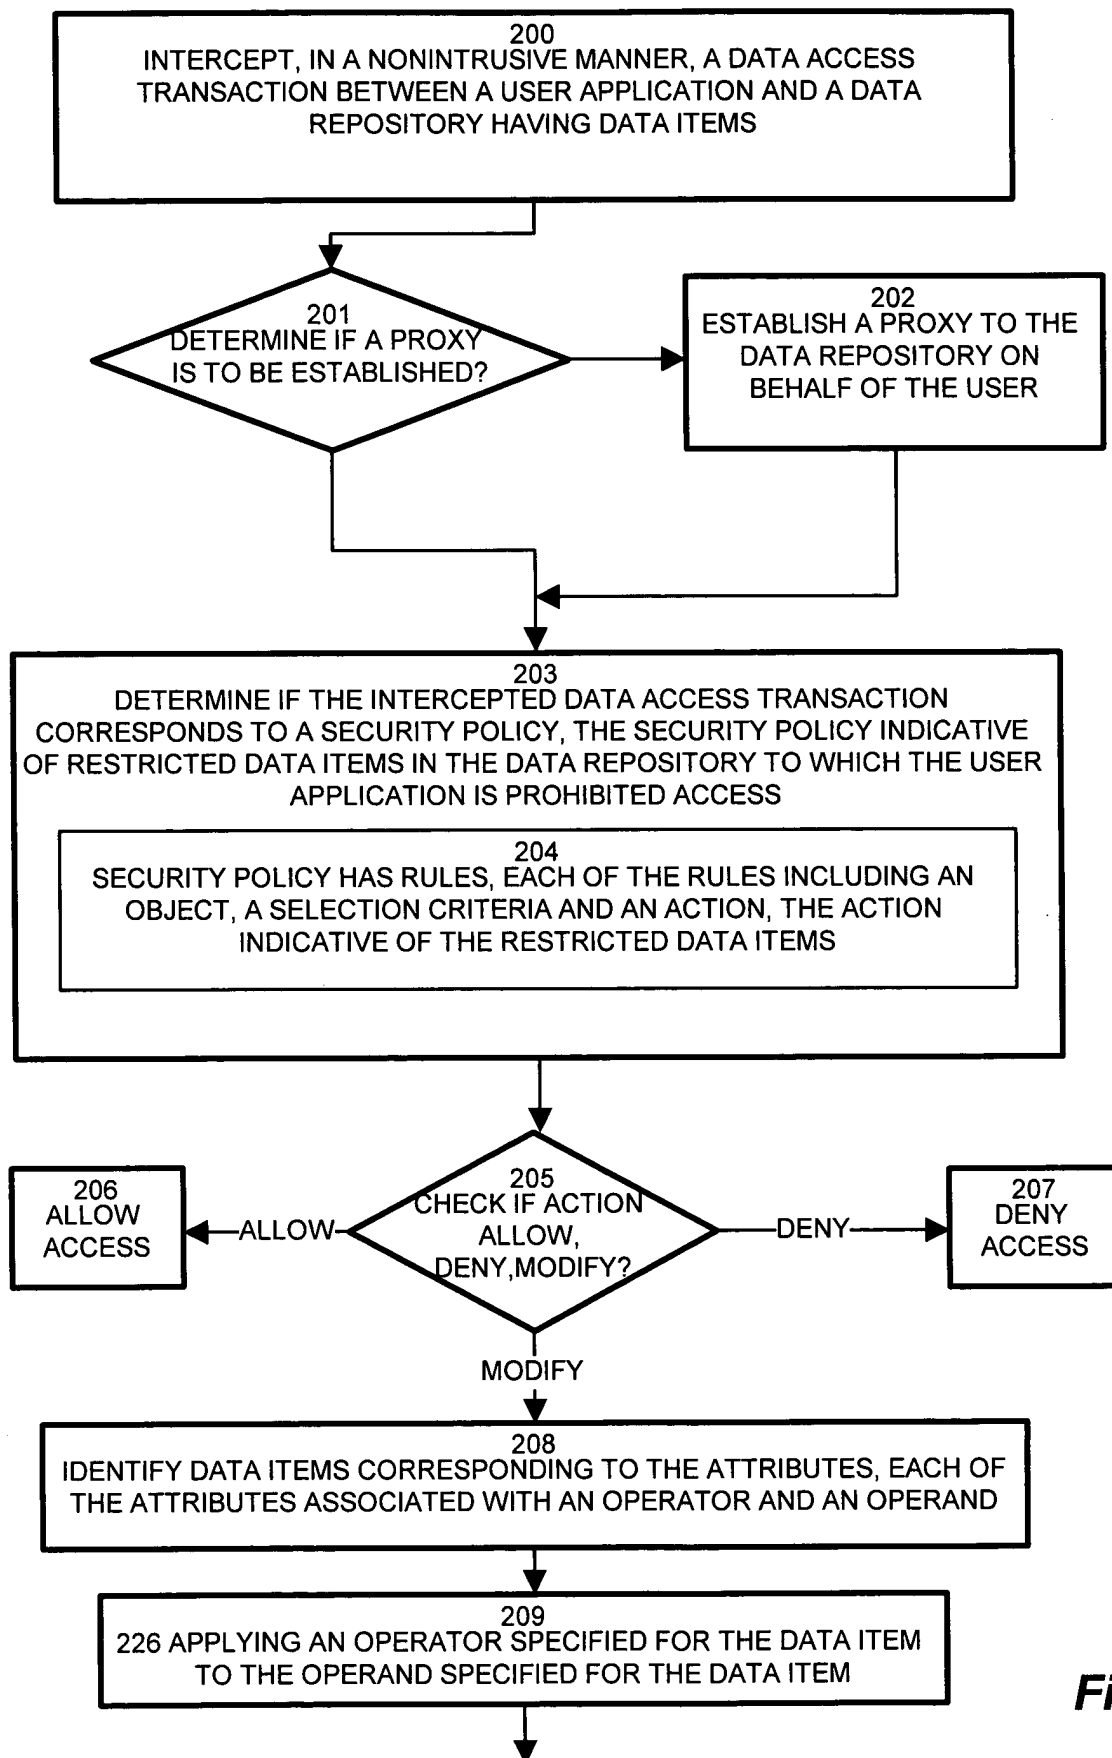 200
INTERCEPT, IN A NONINTRUSIVE MANNER, A DATA ACCESS
TRANSACTION BETWEEN A USER APPLICATION AND A DATA
REPOSITORY HAVING DATA ITEMS
201
DETERMINE IF A PROXY
IS TO BE ESTABLISHED?
202
ESTABLISH A PROXY TO THE
DATA REPOSITORY ON
BEHALF OF THE USER
203
DETERMINE IF THE INTERCEPTED DATA ACCESS TRANSACTION
CORRESPONDS TO A SECURITY POLICY, THE SECURITY POLICY INDICATIVE
OF RESTRICTED DATA ITEMS IN THE DATA REPOSITORY TO WHICH THE USER
APPLICATION IS PROHIBITED ACCESS
204
SECURITY POLICY HAS RULES, EACH OF THE RULES INCLUDING AN
OBJECT, A SELECTION CRITERIA AND AN ACTION, THE ACTION
INDICATIVE OF THE RESTRICTED DATA ITEMS
206
ALLOW
ACCESS
ALLOW
205
CHECK IF ACTION
ALLOW,
DENY,MODIFY?
DENY
207
DENY
ACCESS
MODIFY
208
IDENTIFY DATA ITEMS CORRESPONDING TO THE ATTRIBUTES, EACH OF
THE ATTRIBUTES ASSOCIATED WITH AN OPERATOR AND AN OPERAND
209
226 APPLYING AN OPERATOR SPECIFIED FOR THE DATA ITEM
TO THE OPERAND SPECIFIED FOR THE DATA ITEM